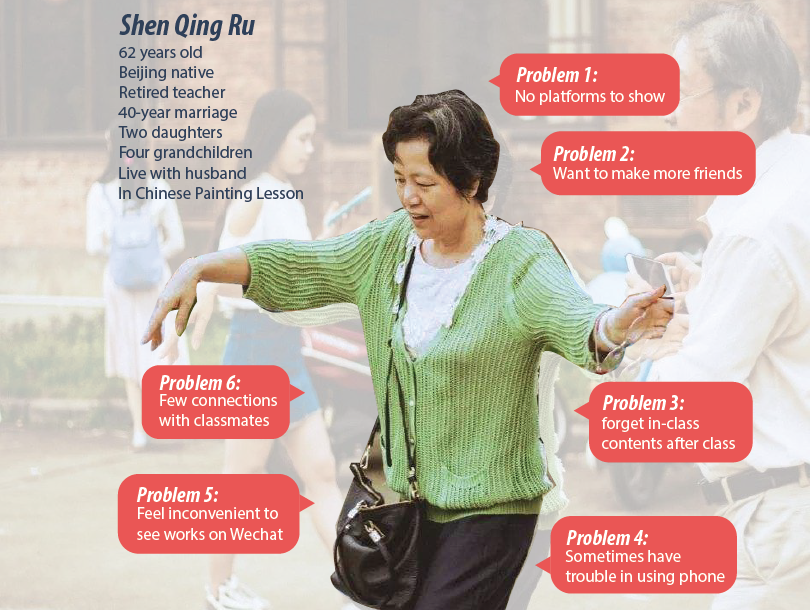 Shen Qing Ru
62 years old
Beijing native
Retired teacher
40-year marriage
Two daughters
Four grandchildren
Live with husband
In Chinese Painting Lesson
Problem 1:
No platforms to show
Problem 2:
Want to make more friends
Problem 3:
forget in-class
contents after class
Problem 4:
Sometimes have
trouble in using phone
Problem 5:
Feel inconvenient to
see works on Wechat
Problem 6:
Few connections
with classmates